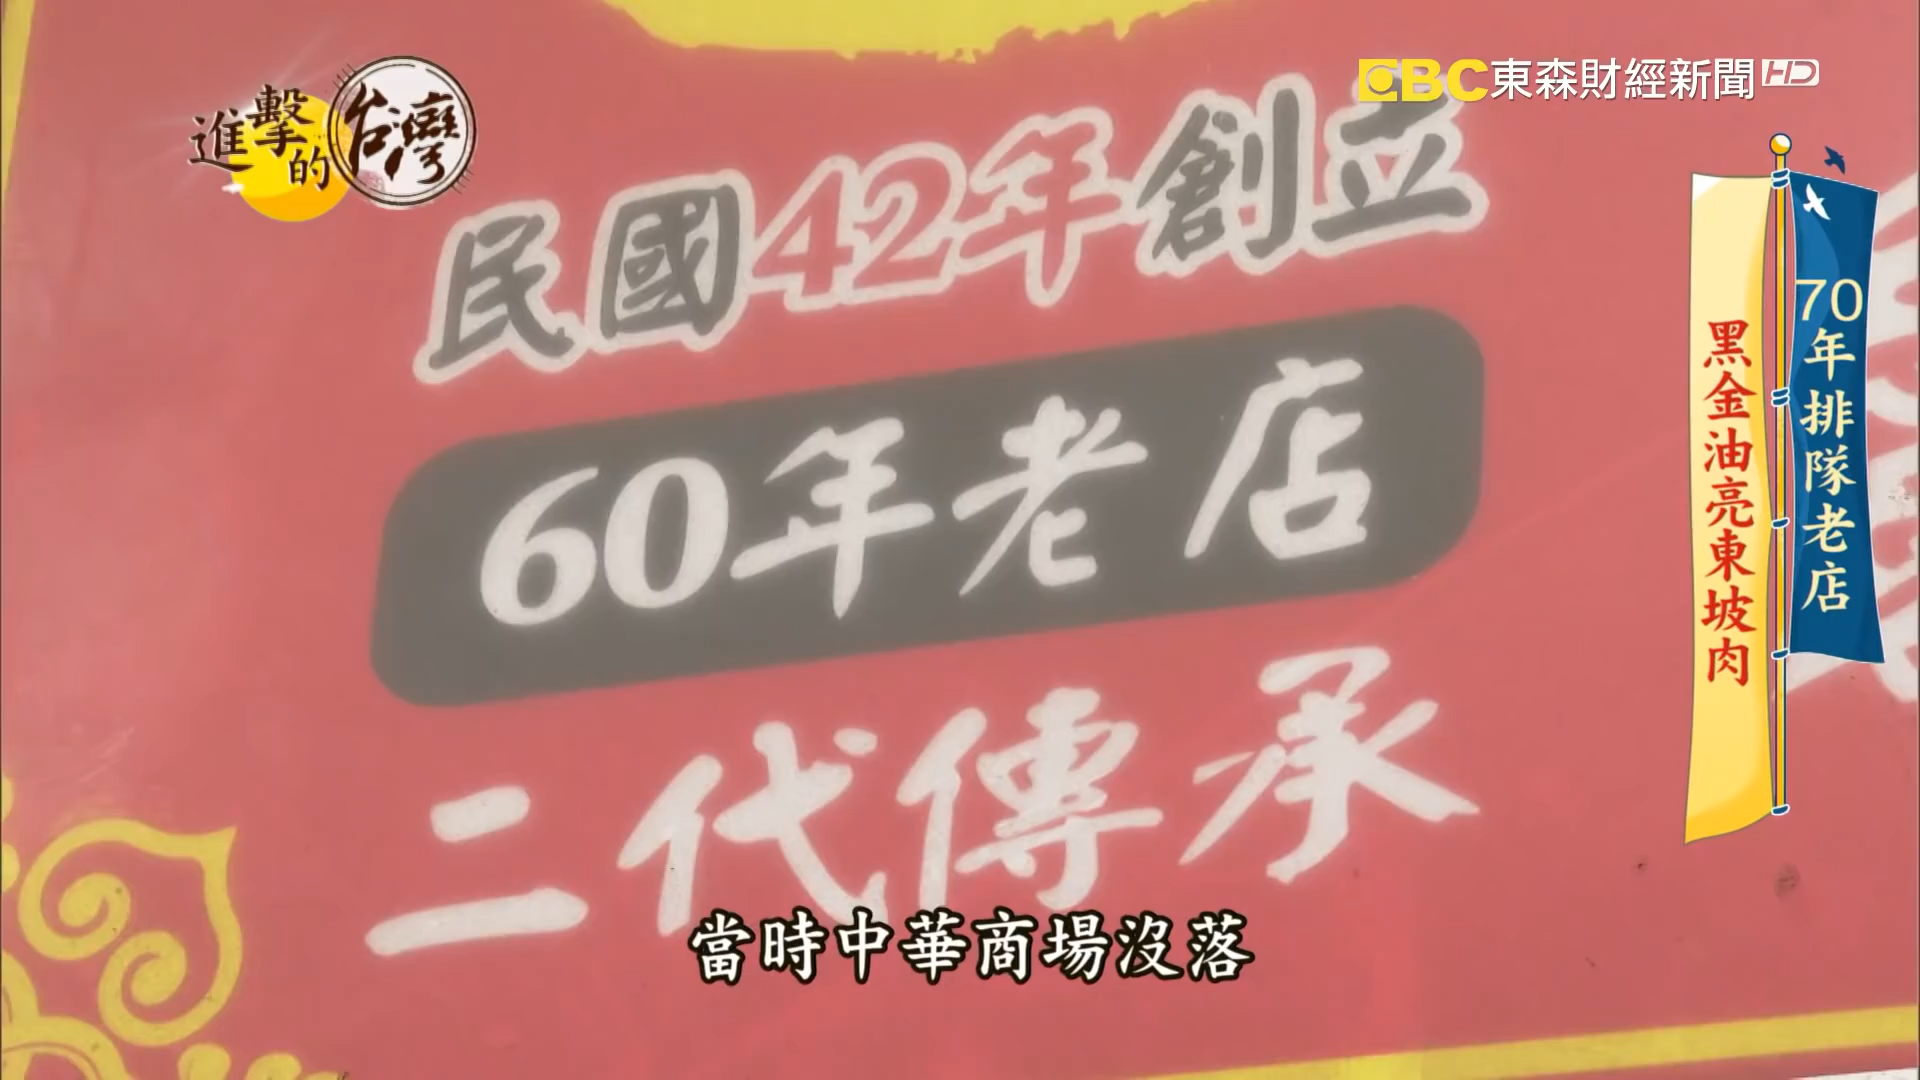 進擊的台灣
EBC東森財經新聞HD
民國42年創立
60年老店
二代傳承
70年排隊老店
黑金油亮東坡肉
當時中華商場沒落